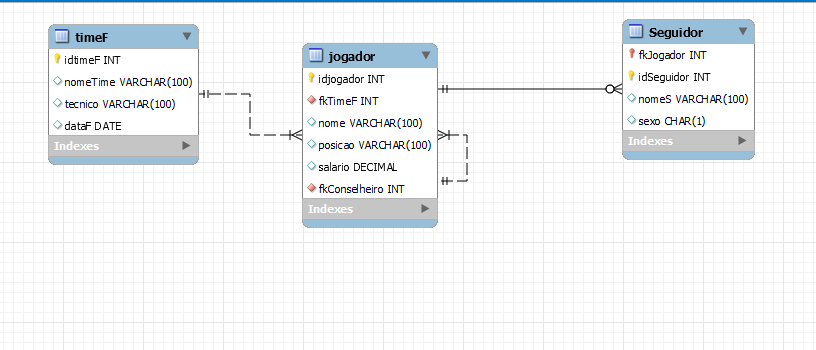 timeF
idtimeF INT
nomeTime VARCHAR(100)
tecnico VARCHAR(100)
dataF DATE
Indexes
jogador
idjogador INT
fkTimeF INT
nome VARCHAR(100)
posicao VARCHAR(100)
salario DECIMAL
fkConselheiro INT
Indexes
Seguidor
fkJogador INT
idSeguidor INT
nomeS VARCHAR(100)
sexo CHAR(1)
Indexes